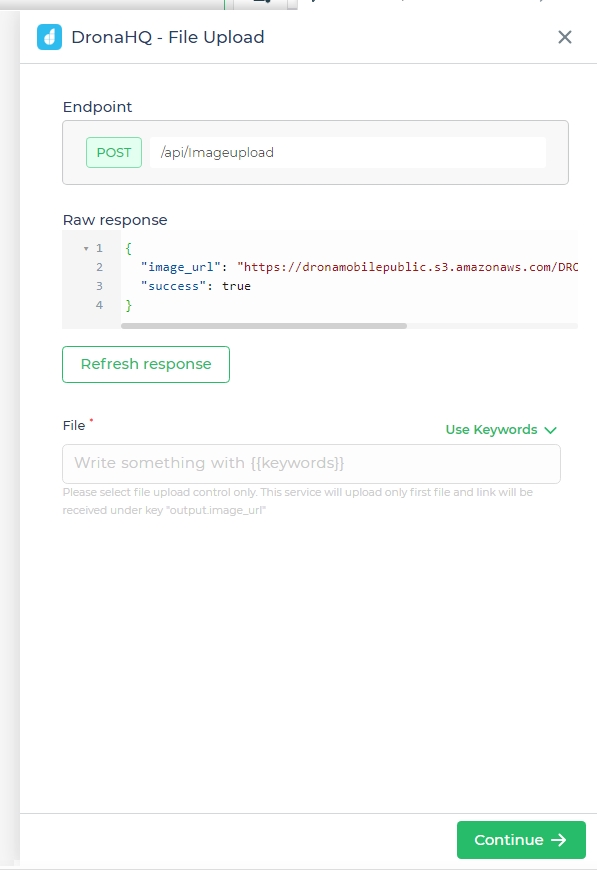 DronaHQ - File Upload
Endpoint
POST /api/Imageupload
Raw response
1 {
2 "image_url": "https://dronamobilepublic.s3.amazonaws.com/DRO
3 "success": true
4 }
Refresh response
File *
Use Keywords
Write something with {{keywords}}
Please select file upload control only. This service will upload only first file and link will be
received under key "output.image_url"
Continue